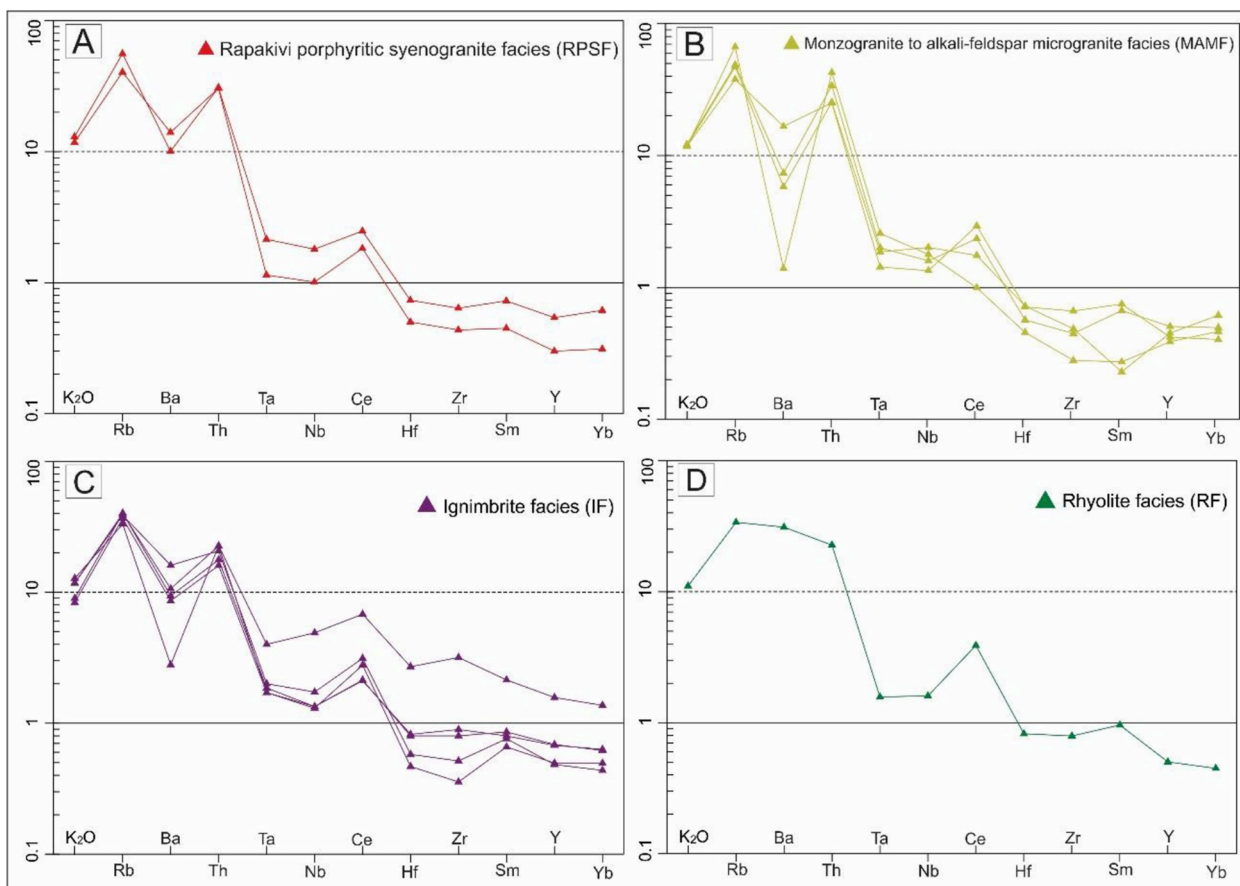 A
Rapakivi porphyritic syenogranite facies (RPSF)
100
10
1
0.1
K2O Ba Ta Ce Zr Y
Rb Th Nb Hf Sm Yb
B
Monzogranite to alkali-feldspar microgranite facies (MAMF)
100
10
1
0.1
K2O Ba Ta Ce Zr Y
Rb Th Nb Hf Sm Yb
C
Ignimbrite facies (IF)
100
10
1
0.1
K2O Ba Ta Ce Zr Y
Rb Th Nb Hf Sm Yb
D
Rhyolite facies (RF)
100
10
1
0.1
K2O Ba Ta Ce Zr Y
Rb Th Nb Hf Sm Yb